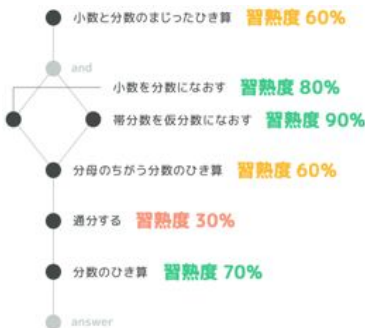 小数と分数のまじったひき算 習熟度 60%
and
小数を分数になおす 習熟度 80%
帯分数を仮分数になおす 習熟度 90%
分母のちがう分数のひき算 習熟度 60%
通分する 習熟度 30%
分数のひき算 習熟度 70%
answer